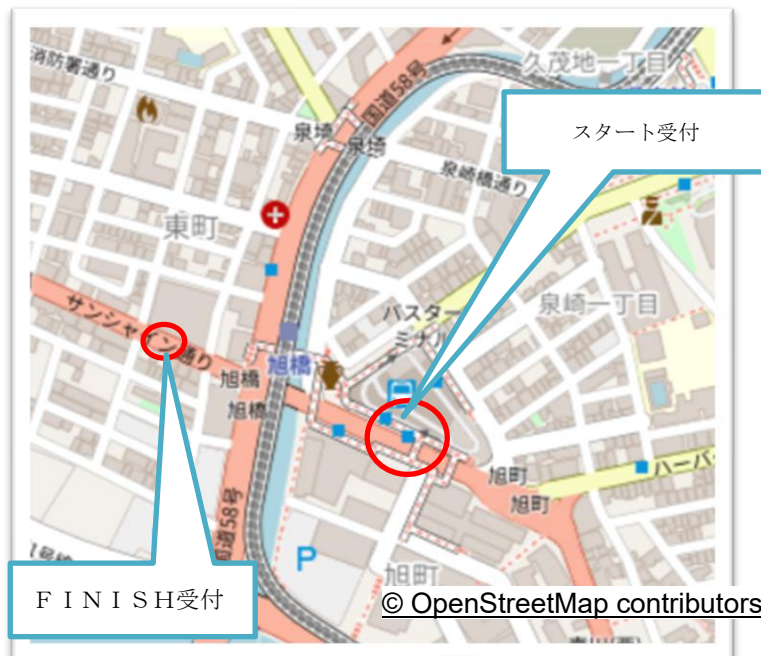 消防署通り
国道58号
久茂地一丁目
スタート受付
泉崎
泉崎
泉崎橋通り
東町
サンシャイン通り
バスター
ミナル
泉崎一丁目
旭橋
旭橋
旭橋
旭町
旭町
ハーバ
国道58号
P
旭町
ＦＩＮＩＳＨ受付
© OpenStreetMap contributors